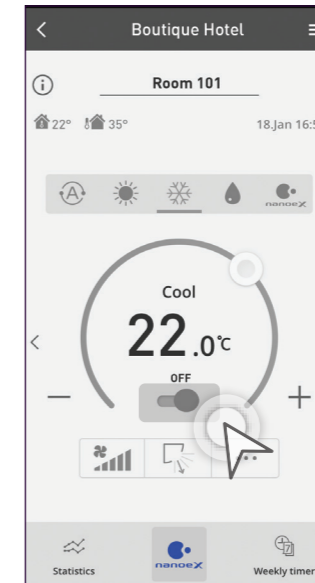 Boutique Hotel
Room 101
22° 35° 18.Jan 16:5
A nanoeX
Cool
22.0℃
OFF
− +
Statistics nanoeX Weekly timer